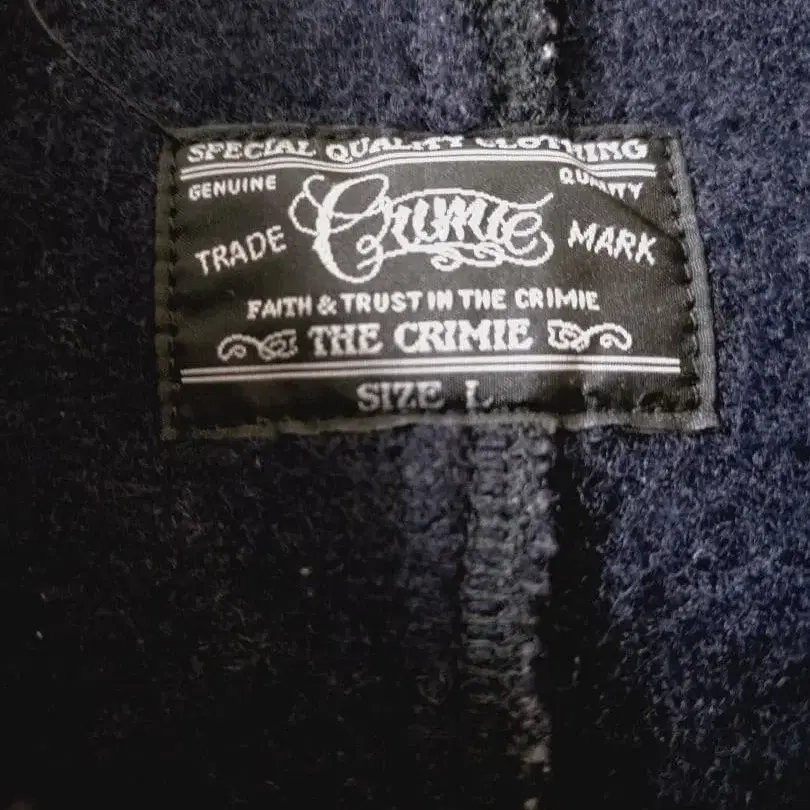 SPECIAL QUALITY CLOTHING
GENUINE QUALITY
Crimie
TRADE MARK
FAITH & TRUST IN THE CRIMIE
THE CRIMIE
SIZE L